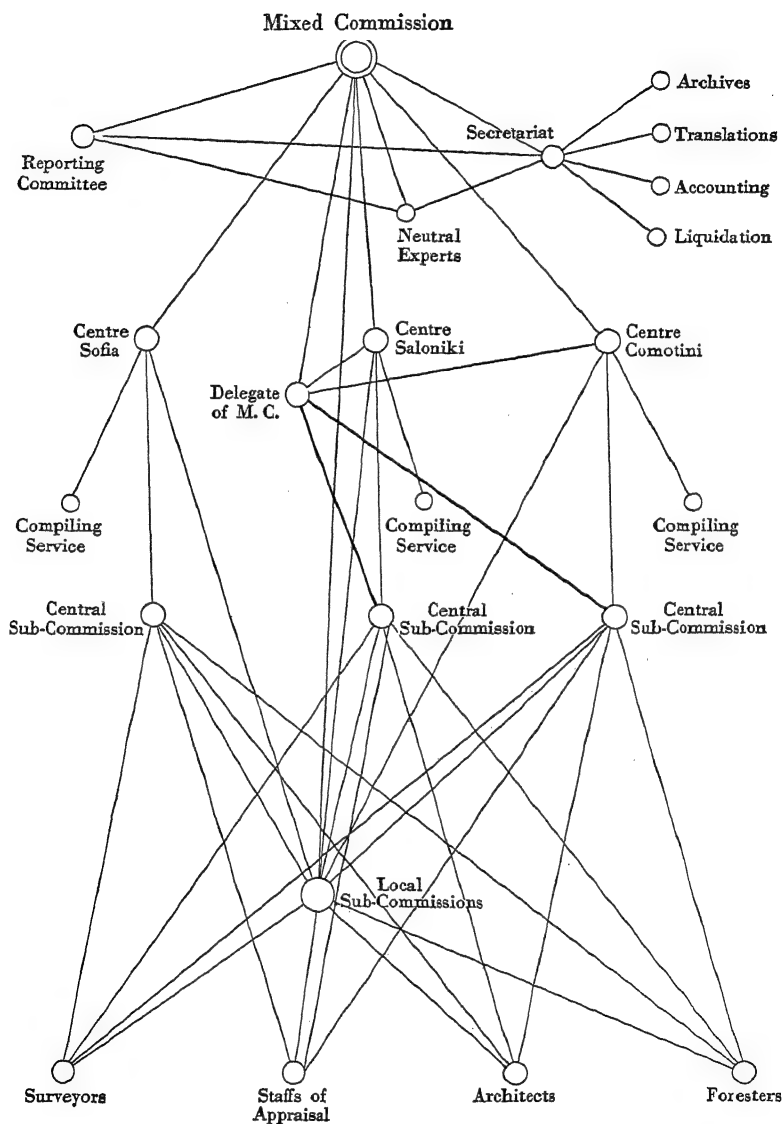 Mixed Commission
Archives
Secretariat
Translations
Reporting
Committee
Accounting
Neutral
Experts
Liquidation
Centre
Sofia
Centre
Saloniki
Centre
Comotini
Delegate
of M. C.
Compiling
Service
Compiling
Service
Compiling
Service
Central
Sub-Commission
Central
Sub-Commission
Central
Sub-Commission
Local
Sub-Commissions
Surveyors
Staffs of
Appraisal
Architects
Foresters